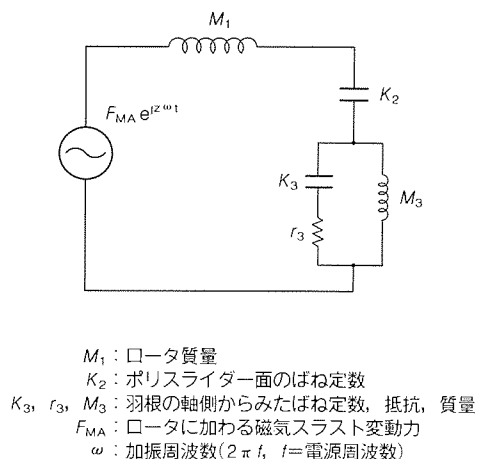 M₁
K₂
F_MA e^jzωt
K₃
M₃
r₃
M₁：ロータ質量
K₂：ポリスライダー面のばね定数
K₃，r₃，M₃：羽根の軸側からみたばね定数，抵抗，質量
F_MA：ロータに加わる磁気スラスト変動力
ω：加振周波数(2πf，f=電源周波数)